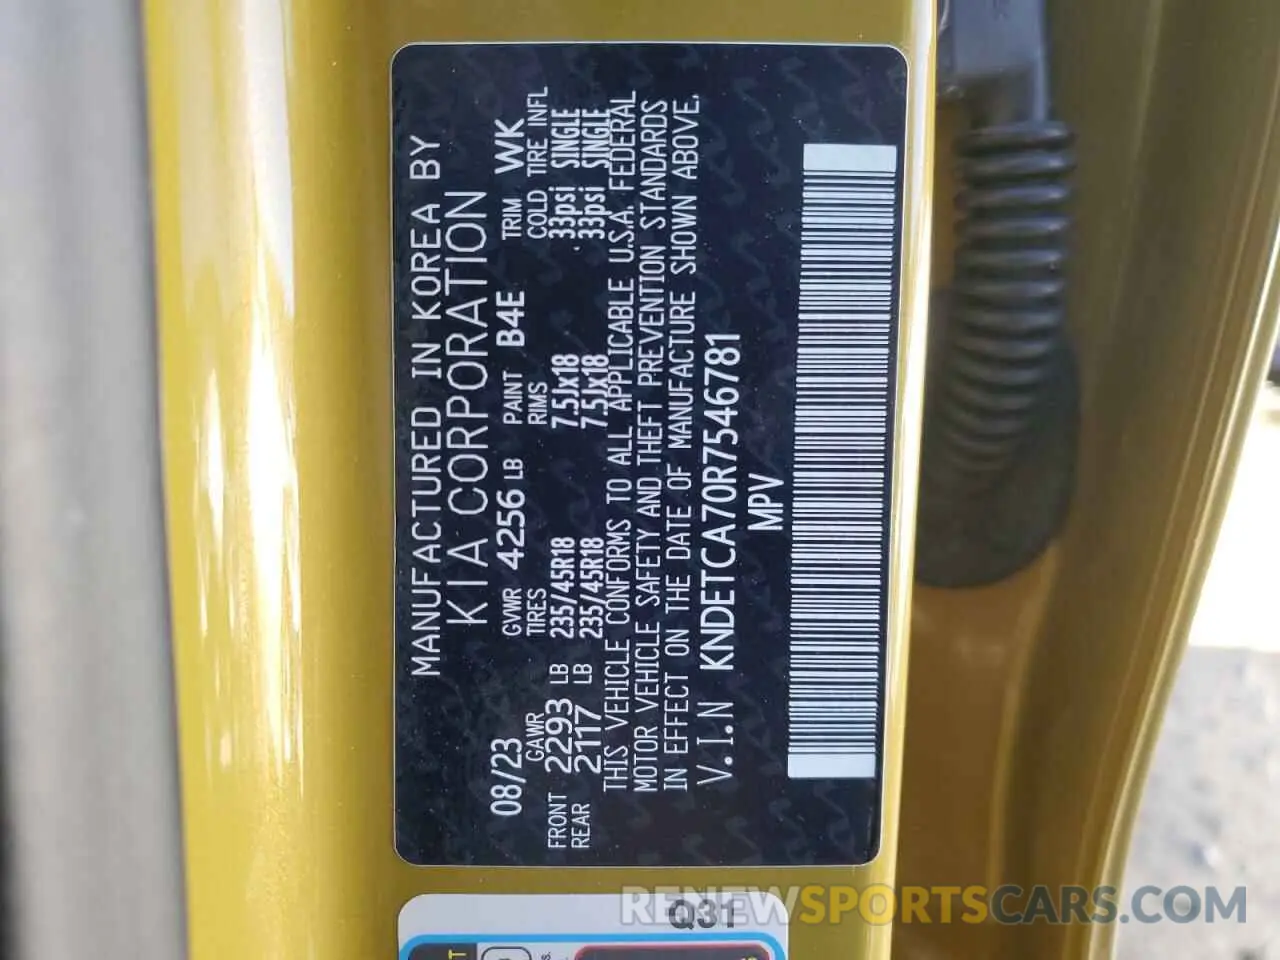 MANUFACTURED IN KOREA BY
KIA CORPORATION
08/23 GVWR 4256 LB PAINT B4E TRIM WK
GAWR TIRES RIMS COLD TIRE INFL
FRONT 2293 LB 235/45R18 7.5Jx18 33psi SINGLE
REAR 2117 LB 235/45R18 7.5Jx18 33psi SINGLE
THIS VEHICLE CONFORMS TO ALL APPLICABLE U.S.A. FEDERAL
MOTOR VEHICLE SAFETY AND THEFT PREVENTION STANDARDS
IN EFFECT ON THE DATE OF MANUFACTURE SHOWN ABOVE.
V.I.N KNDETCA70R7546781
MPV
Q31
RENEWSPORTSCARS.COM